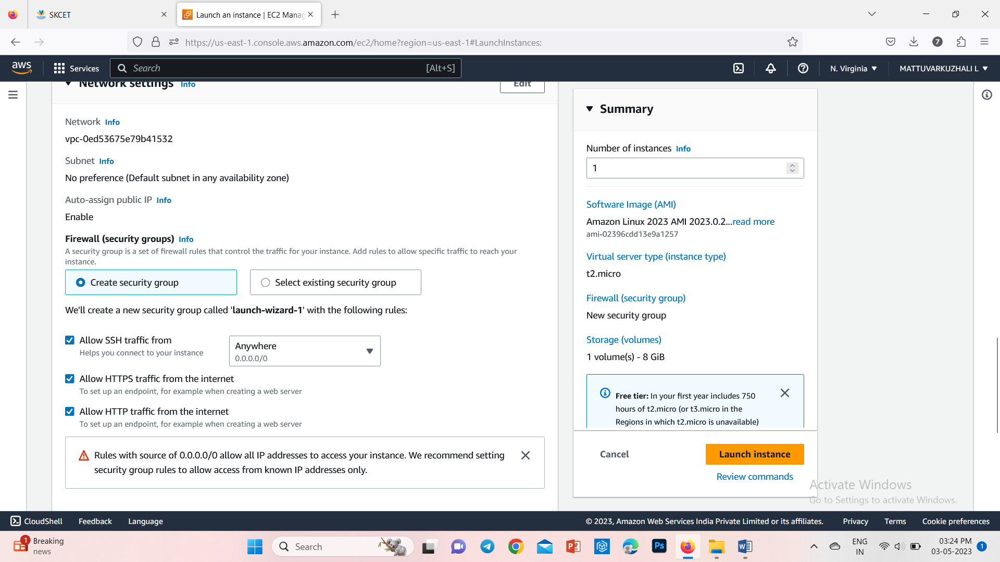 SKCET
Launch an instance | EC2 Manag
https://us-east-1.console.aws.amazon.com/ec2/home?region=us-east-1#LaunchInstances:
7
aws
Services
Search
[Alt+S]
N. Virginia
MATTUVARKUZHALI L
Network settings Info
Edit
Network Info
vpc-0ed53675e79b41532
Subnet Info
No preference (Default subnet in any availability zone)
Auto-assign public IP Info
Enable
Firewall (security groups) Info
A security group is a set of firewall rules that control the traffic for your instance. Add rules to allow specific traffic to reach your
instance.
Create security group
Select existing security group
We'll create a new security group called 'launch-wizard-1' with the following rules:
Allow SSH traffic from
Helps you connect to your instance
Anywhere
0.0.0.0/0
Allow HTTPS traffic from the internet
To set up an endpoint, for example when creating a web server
Allow HTTP traffic from the internet
To set up an endpoint, for example when creating a web server
Rules with source of 0.0.0.0/0 allow all IP addresses to access your instance. We recommend setting
security group rules to allow access from known IP addresses only.
Summary
Number of instances Info
1
Software Image (AMI)
Amazon Linux 2023 AMI 2023.0.2...read more
ami-02396cdd13e9a1257
Virtual server type (instance type)
t2.micro
Firewall (security group)
New security group
Storage (volumes)
1 volume(s) - 8 GiB
Free tier: In your first year includes 750
hours of t2.micro (or t3.micro in the
Regions in which t2.micro is unavailable)
Cancel
Launch instance
Review commands
Activate Windows
Go to Settings to activate Windows.
CloudShell
Feedback
Language
© 2023, Amazon Web Services India Private Limited or its affiliates.
Privacy
Terms
Cookie preferences
1
Breaking
news
Search
P
Ps
W
ENG
IN
03:24 PM
03-05-2023
1